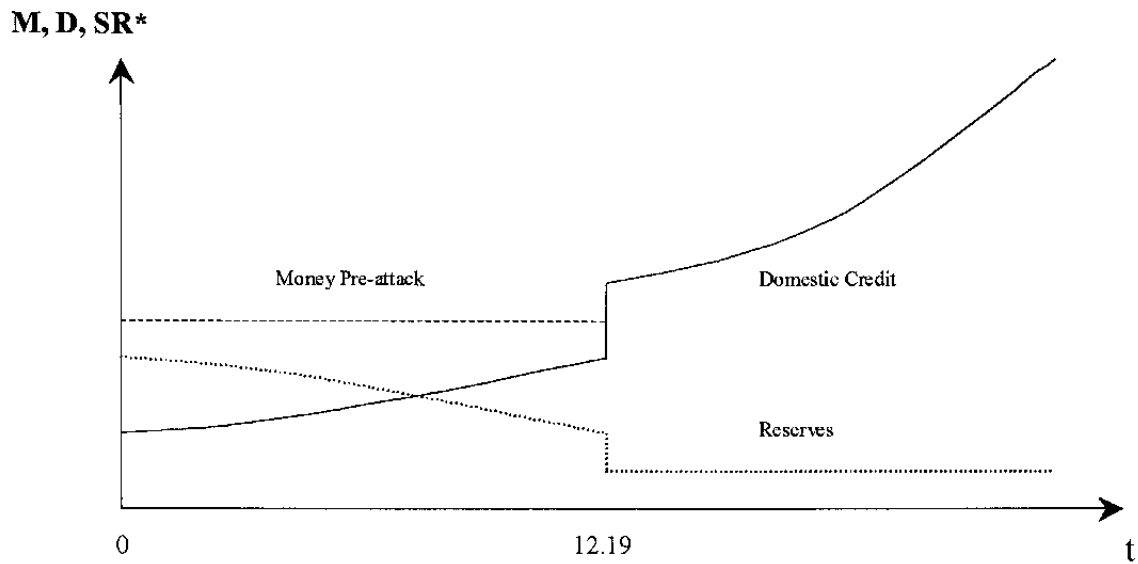 M, D, SR*
Money Pre-attack
Domestic Credit
Reserves
0
12.19
t